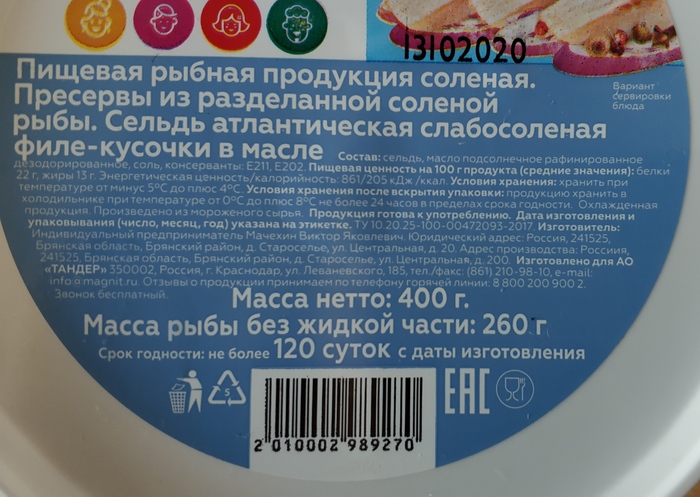 13102020
Вариант
сервировки
блюда
Пищевая рыбная продукция соленая.
Пресервы из разделанной соленой
рыбы. Сельдь атлантическая слабосоленая
филе-кусочки в масле Состав: сельдь, масло подсолнечное рафинированное
дезодорированное, соль, консерванты: Е211, Е202. Пищевая ценность на 100 г продукта (средние значения): белки
22 г, жиры 13 г. Энергетическая ценность/калорийность: 861/205 кДж /ккал. Условия хранения: хранить при
температуре от минус 5°С до плюс 4°С. Условия хранения после вскрытия упаковки: продукцию хранить в
холодильнике при температуре от 0°С до плюс 8°С не более 24 часов в пределах срока годности. Охлажденная
продукция. Произведено из мороженого сырья. Продукция готова к употреблению. Дата изготовления и
упаковывания (число, месяц, год) указана на этикетке. ТУ 10.20.25-100-00472093-2017. Изготовитель:
Индивидуальный предприниматель Мачехин Виктор Яковлевич. Юридический адрес: Россия, 241525,
Брянская область, Брянский район, д. Староселье, ул. Центральная, д. 20. Адрес производства: Россиия,
241525, Брянская область, Брянский район, д. Староселье, ул. Центральная, д. 200. Изготовлено для АО
«ТАНДЕР» 350002, Россия, г. Краснодар, ул. Леваневского, 185, тел./факс: (861) 210-98-10, e-mail:
info@magnit.ru. Отзывы о продукции принимаем по телефону горячей линии: 8 800 200 900 2.
Звонок бесплатный.
Масса нетто: 400 г.
Масса рыбы без жидкой части: 260 г
Срок годности: не более 120 суток с даты изготовления
5
EAC
2 010002 989270